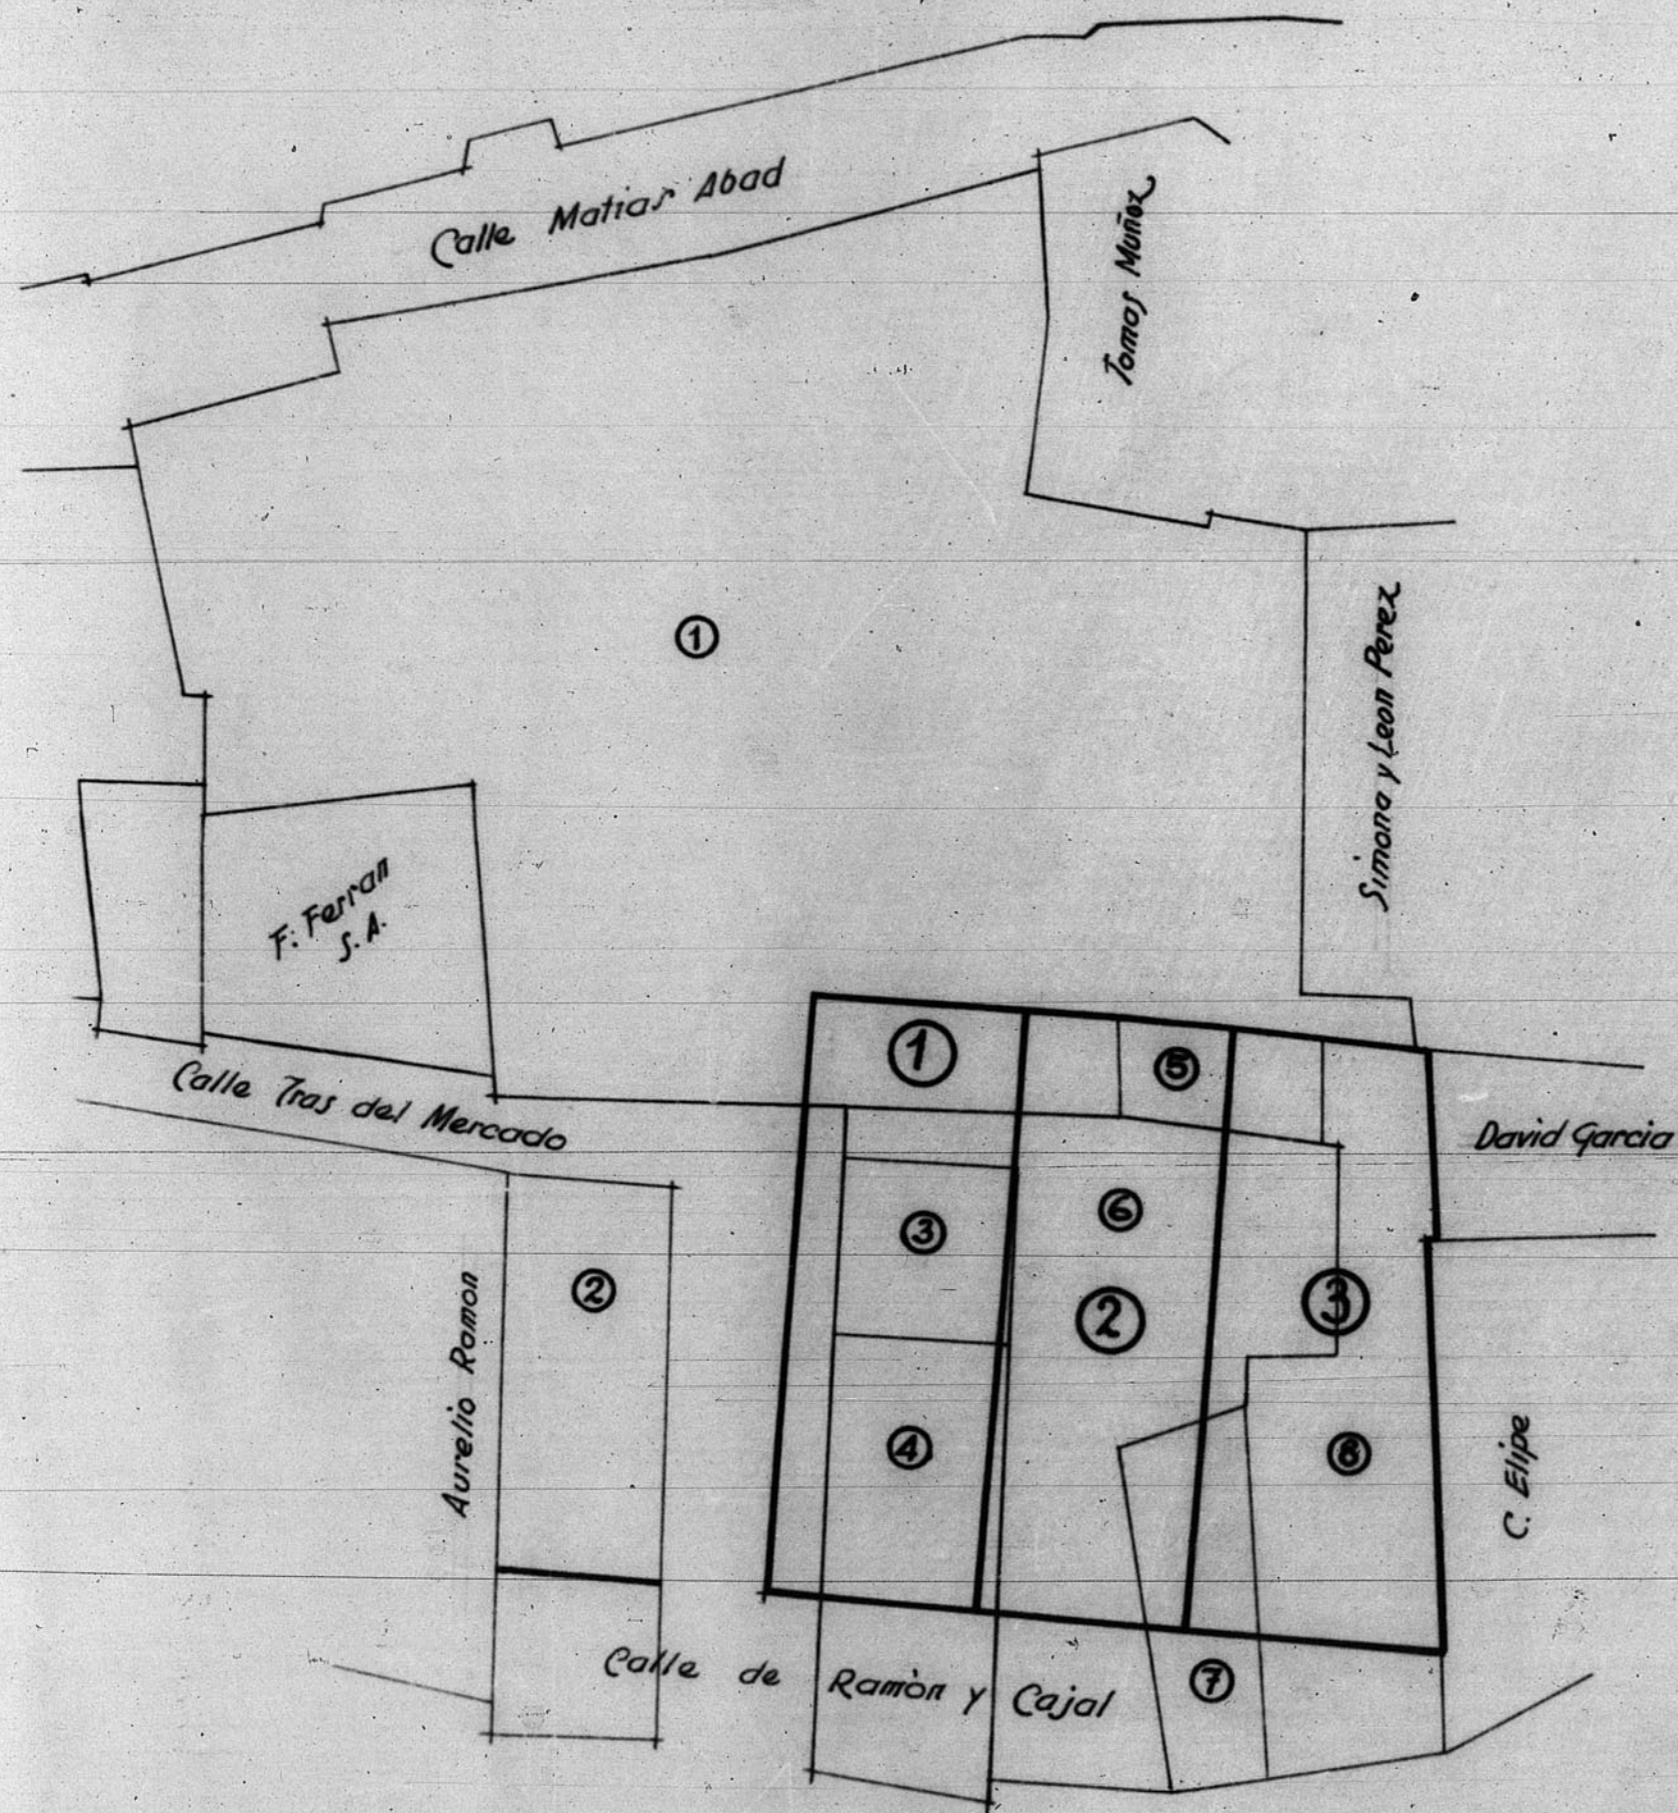 Calle Matias Abad
Tomas Muñoz
1
Simona y Leon Perez
F. Ferran
S. A.
Calle Tras del Mercado
1
5
David Garcia
3
6
2
Aurelio Ramon
2
3
4
8
C. Elipe
Calle de Ramòn y Cajal
7